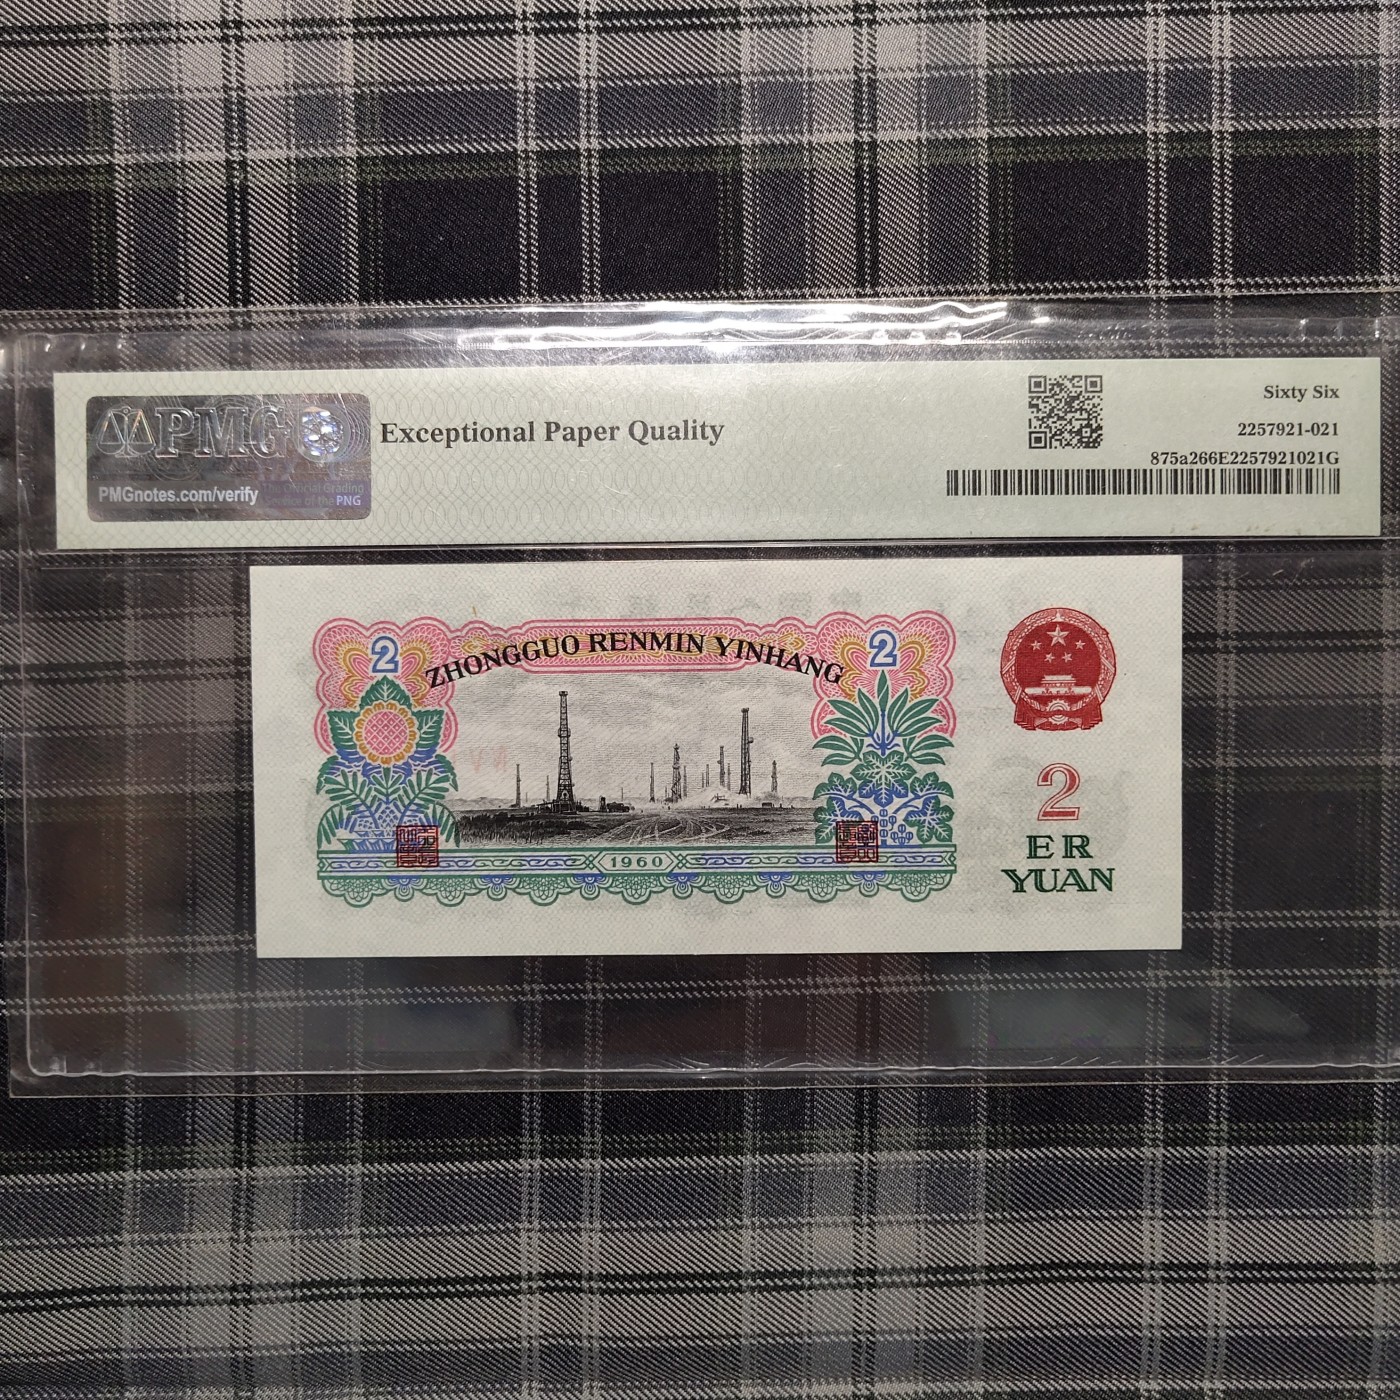 PMG
PMGnotes.com/verify
PNG
Exceptional Paper Quality
Sixty Six
2257921-021
875a266E2257921021G
2
ZHONGGUO RENMIN YINHANG
2
1960
2
ER
YUAN